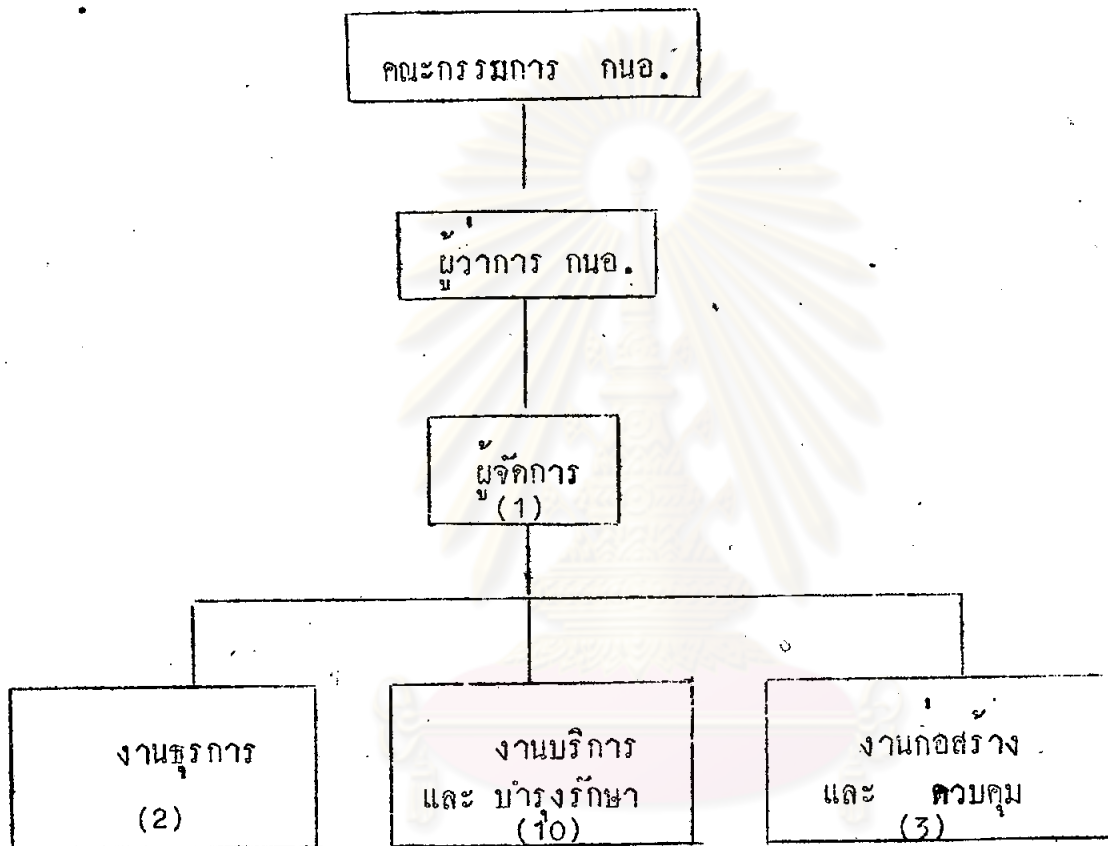 คณะกรรมการ กนอ.
ผู้ว่าการ กนอ.
ผู้จัดการ
(1)
งานธุรการ
(2)
งานบริการ
และ บำรุงรักษา
(10)
งานก่อสร้าง
และ ควบคุม
(3)